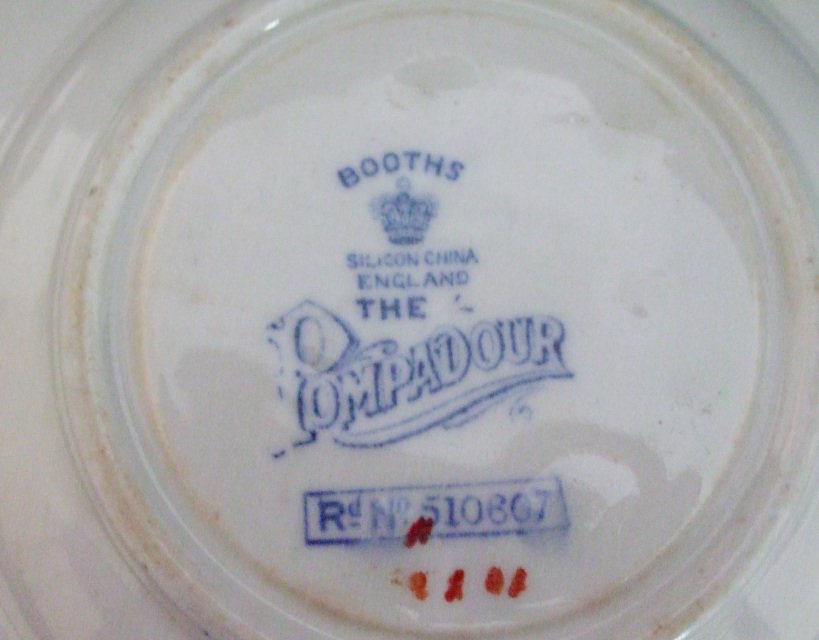 BOOTHS
SILICON CHINA
ENGLAND
THE
POMPADOUR
Rd No 510607